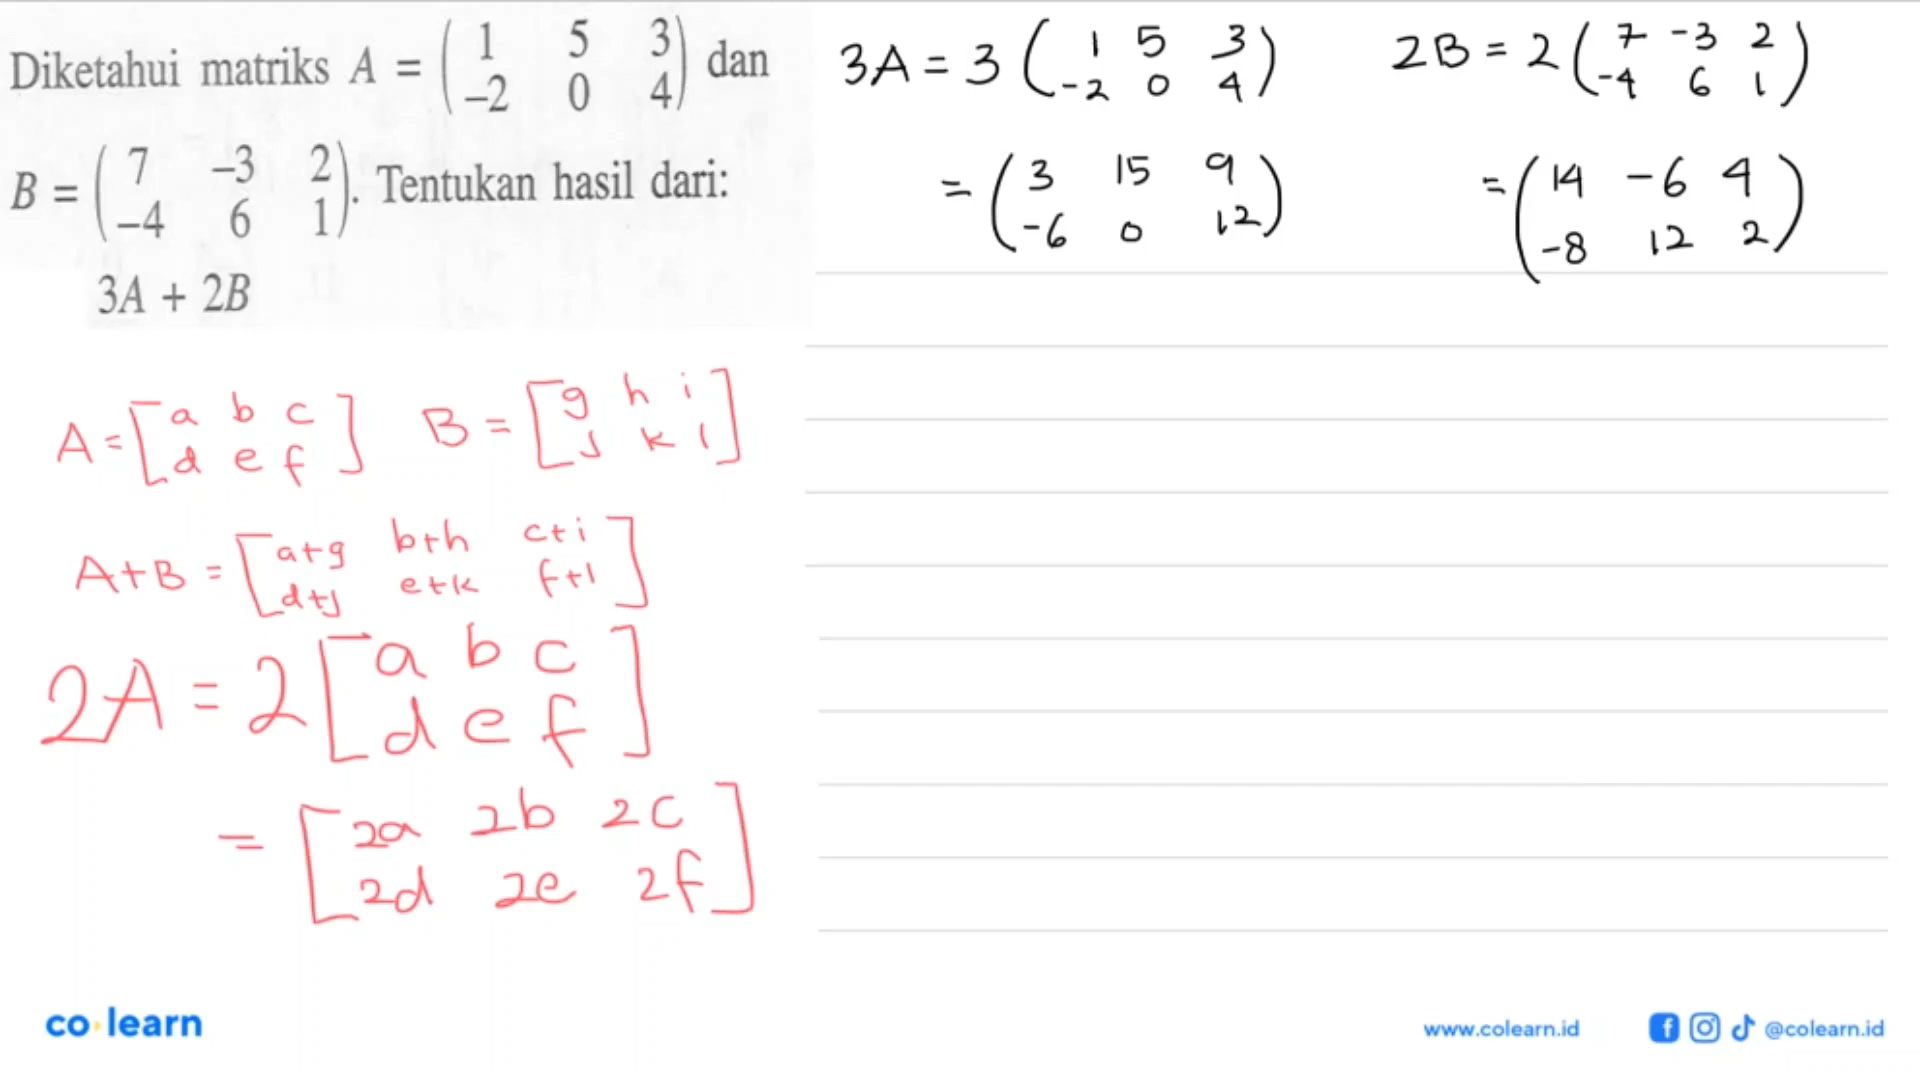 Diketahui matriks A = ( 1 5 3 ) dan
( -2 0 4 )
B = ( 7 -3 2 ). Tentukan hasil dari:
( -4 6 1 )
3A + 2B
A = [ a b c ] B = [ g h i ]
[ d e f ] [ j k l ]
A+B = [ a+g b+h c+i ]
[ d+j e+k f+l ]
2A = 2 [ a b c ]
[ d e f ]
= [ 2a 2b 2c ]
[ 2d 2e 2f ]
3A = 3 ( 1 5 3 )
( -2 0 4 )
= ( 3 15 9 )
( -6 0 12 )
2B = 2 ( 7 -3 2 )
( -4 6 1 )
= ( 14 -6 4 )
( -8 12 2 )
co·learn
www.colearn.id
@colearn.id